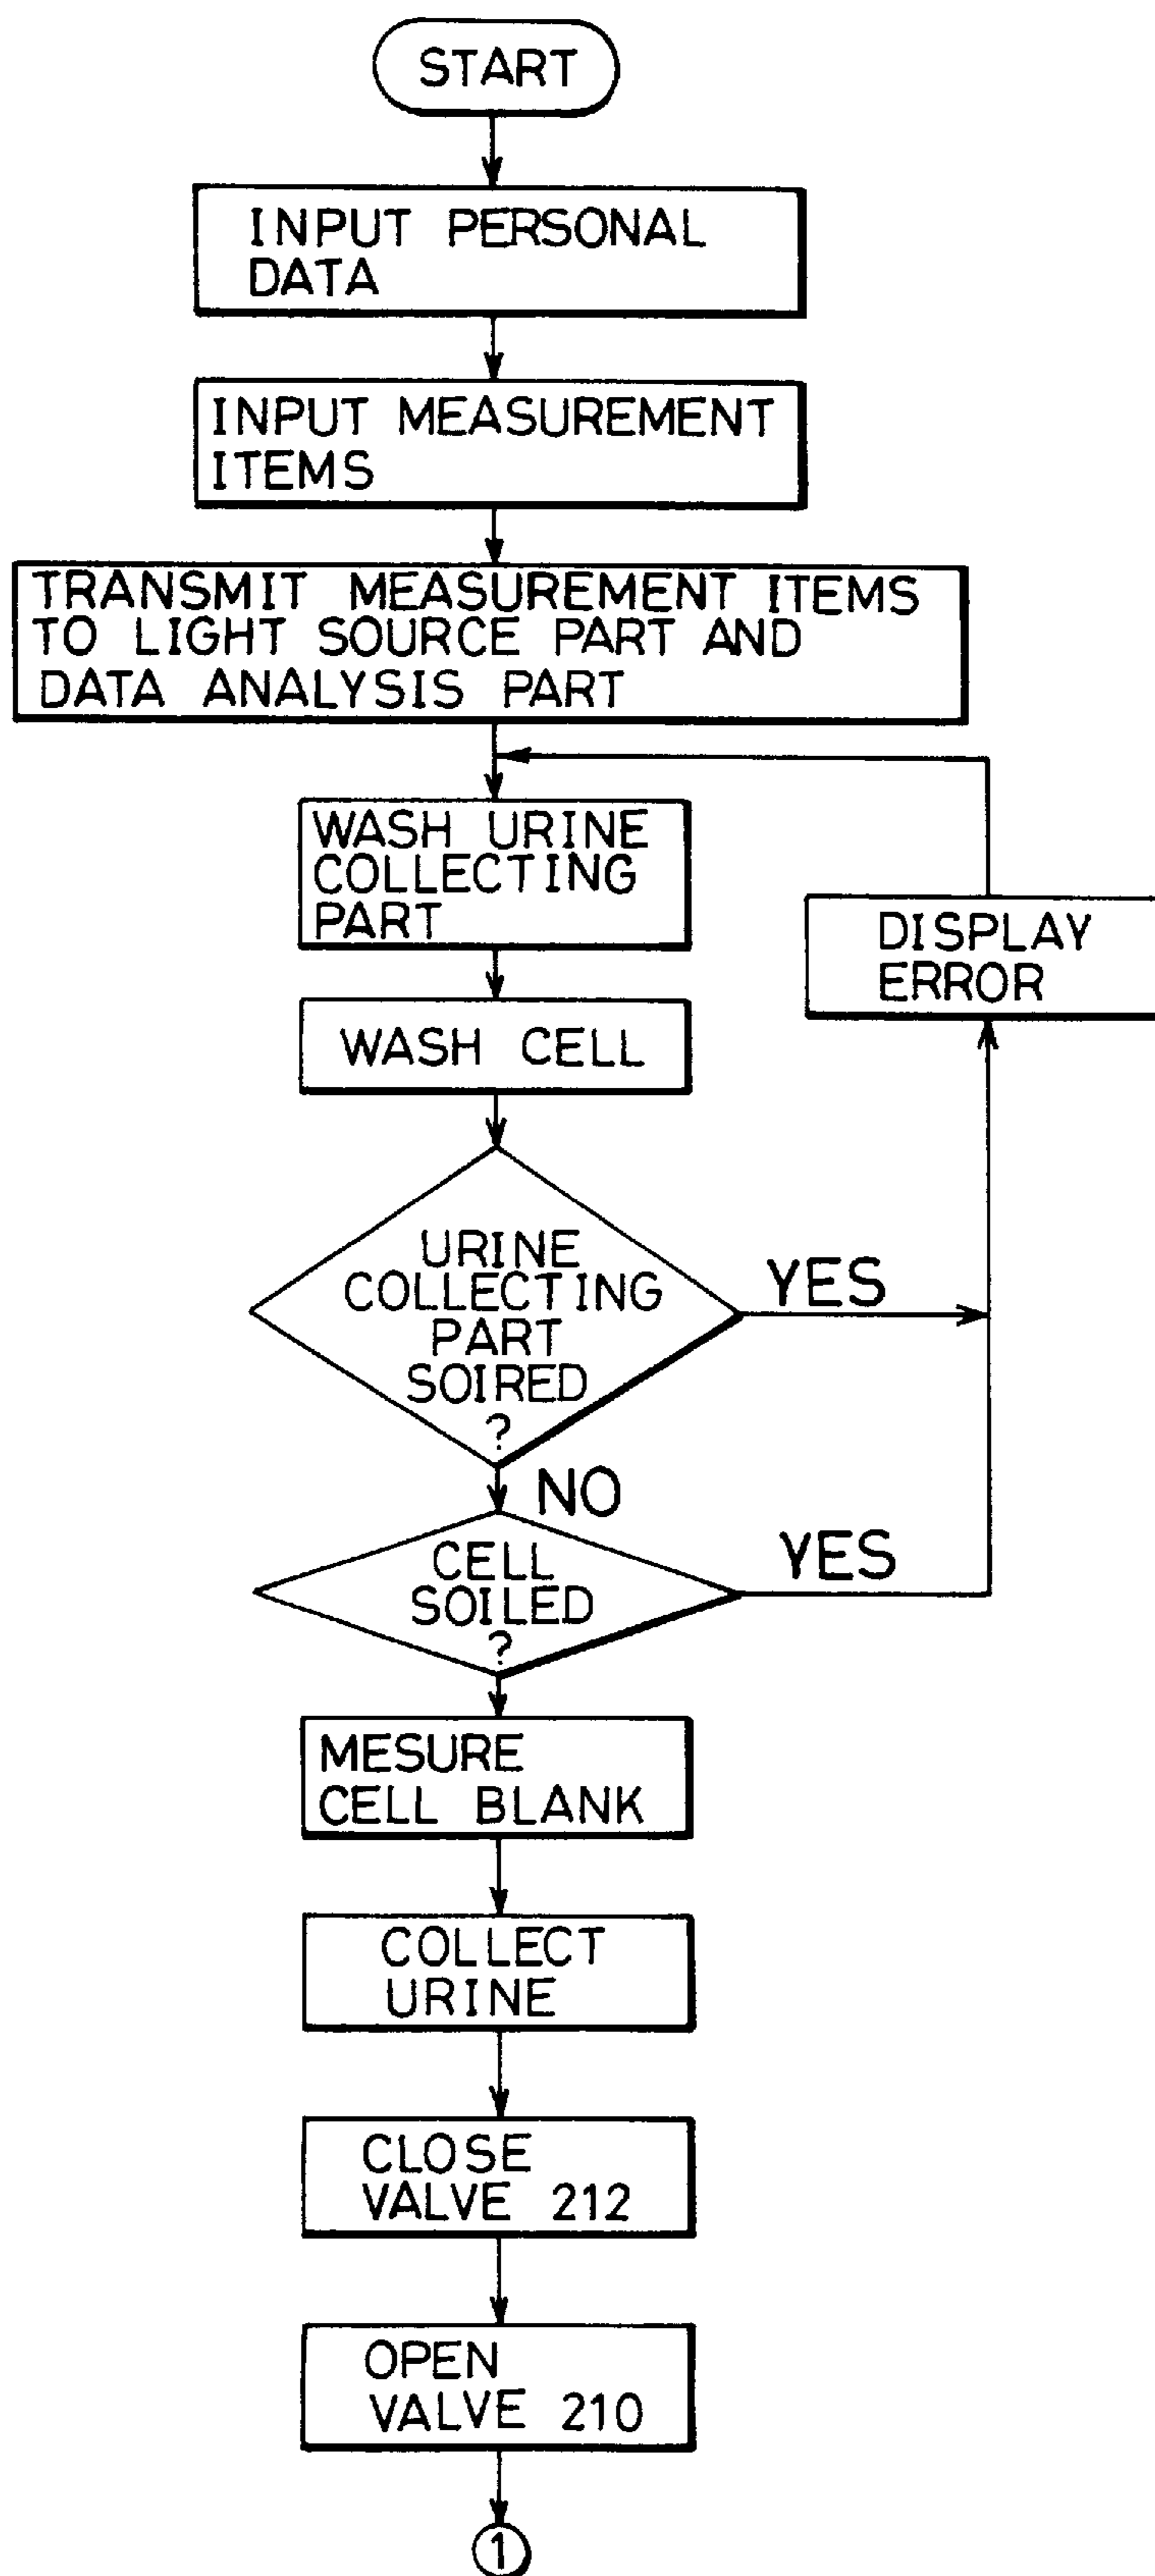 START
INPUT PERSONAL
DATA
INPUT MEASUREMENT
ITEMS
TRANSMIT MEASUREMENT ITEMS
TO LIGHT SOURCE PART AND
DATA ANALYSIS PART
WASH URINE
COLLECTING
PART
DISPLAY
ERROR
WASH CELL
URINE
COLLECTING
PART
SOIRED
?
YES
NO
CELL
SOILED
?
YES
MESURE
CELL BLANK
COLLECT
URINE
CLOSE
VALVE 212
OPEN
VALVE 210
1